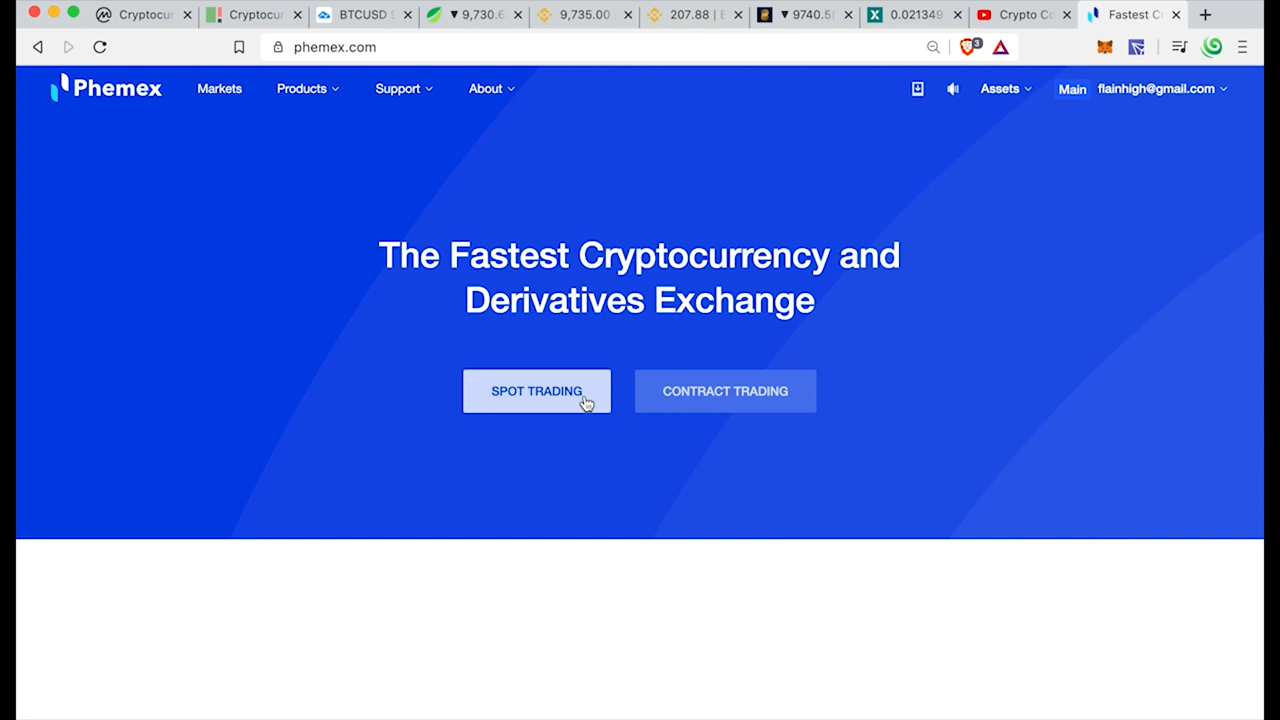 Cryptocur
Cryptocur
BTCUSD 9
▼ 9,730.6
9,735.00
207.88 | E
▼ 9740.5(
0.021349
Crypto Co
Fastest C
phemex.com
3
Phemex
Markets
Products
Support
About
Assets
Main
flainhigh@gmail.com
The Fastest Cryptocurrency and
Derivatives Exchange
SPOT TRADING
CONTRACT TRADING